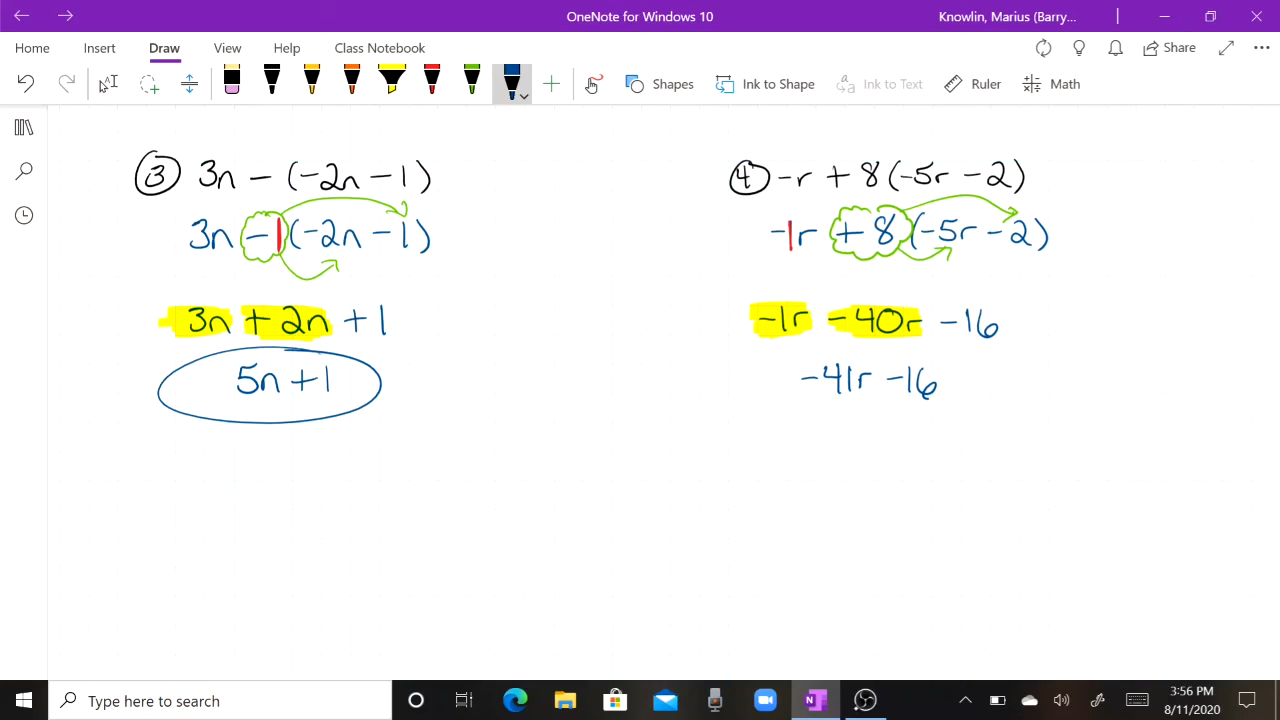 OneNote for Windows 10
Knowlin, Marius (Barry...
Home Insert Draw View Help Class Notebook
Share
Shapes Ink to Shape Ink to Text Ruler Math
③ 3n - (-2n - 1)
3n - 1(-2n - 1)
3n + 2n + 1
5n + 1
④ -r + 8(-5r - 2)
-1r + 8(-5r - 2)
-1r - 40r - 16
-41r - 16
Type here to search
3:56 PM
8/11/2020